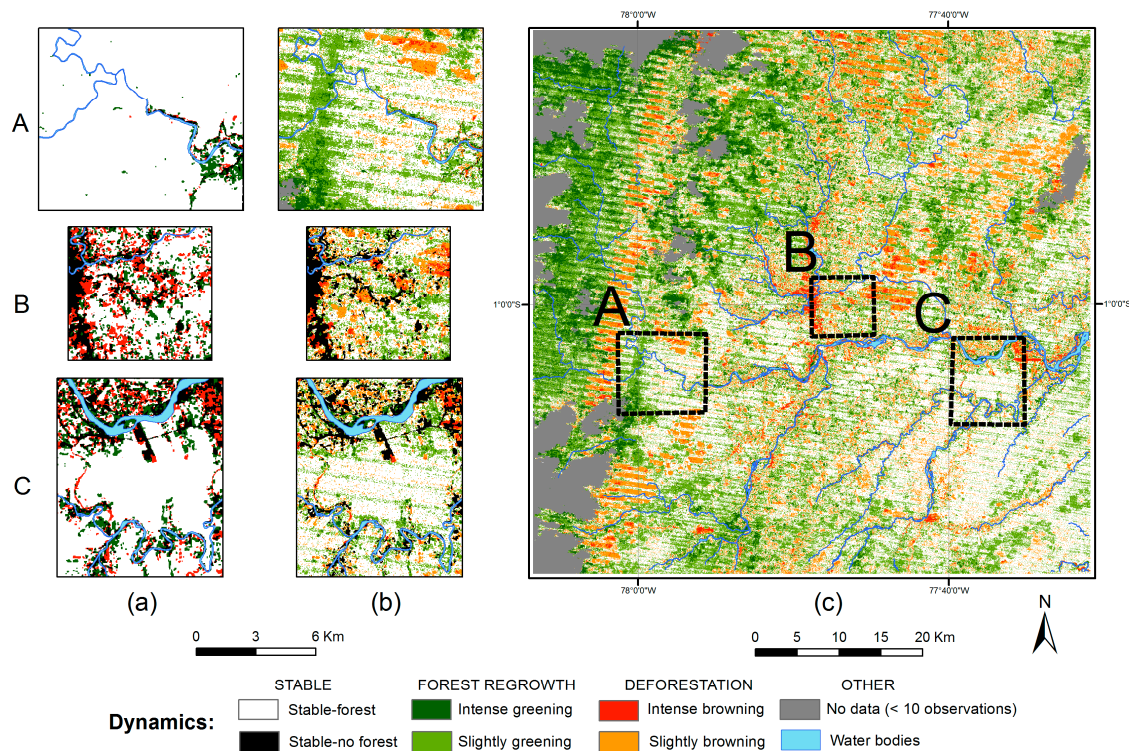 78°0'0"W 77°40'0"W
A
B
C
1°0'0"S
1°0'0"S
A
B
C
78°0'0"W 77°40'0"W
(a) (b) (c)
0 3 6 Km
0 5 10 15 20 Km
N
STABLE FOREST REGROWTH DEFORESTATION OTHER
Dynamics:
Stable-forest Intense greening Intense browning No data (< 10 observations)
Stable-no forest Slightly greening Slightly browning Water bodies